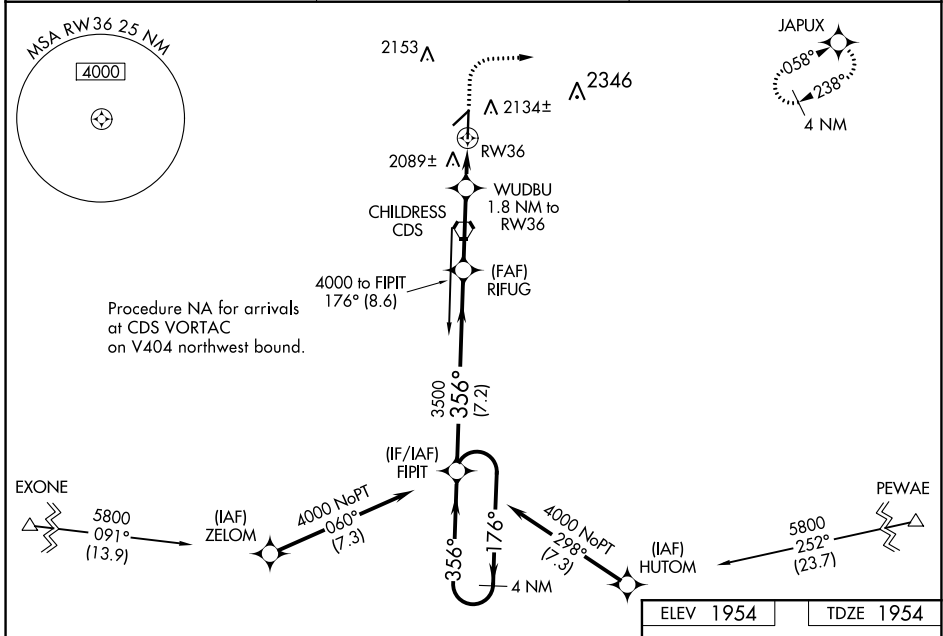 MSA RW36 25 NM
4000
2153
2346
2134±
RW36
2089±
JAPUX
058°
238°
4 NM
WUDBU
1.8 NM to
RW36
CHILDRESS
CDS
(FAF)
RIFUG
4000 to FIPIT
176° (8.6)
Procedure NA for arrivals
at CDS VORTAC
on V404 northwest bound.
3500
356°
(7.2)
(IF/IAF)
FIPIT
EXONE
5800
091°
(13.9)
(IAF)
ZELOM
4000 NoPT
060°
(7.3)
356°
176°
4 NM
4000 NoPT
298°
(7.3)
(IAF)
HUTOM
PEWAE
5800
252°
(23.7)
ELEV 1954
TDZE 1954